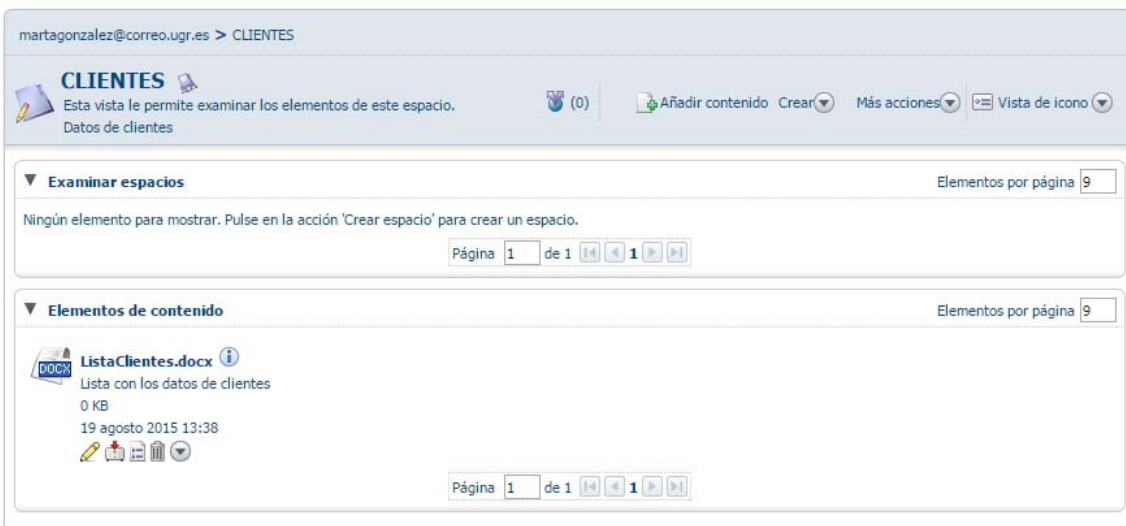 martagonzalez@correo.ugr.es > CLIENTES
CLIENTES
Esta vista le permite examinar los elementos de este espacio.
Datos de clientes
(0)
Añadir contenido Crear Más acciones Vista de icono
Examinar espacios Elementos por página 9
Ningún elemento para mostrar. Pulse en la acción 'Crear espacio' para crear un espacio.
Página 1 de 1 1
Elementos de contenido Elementos por página 9
DOCX
ListaClientes.docx
Lista con los datos de clientes
0 KB
19 agosto 2015 13:38
Página 1 de 1 1